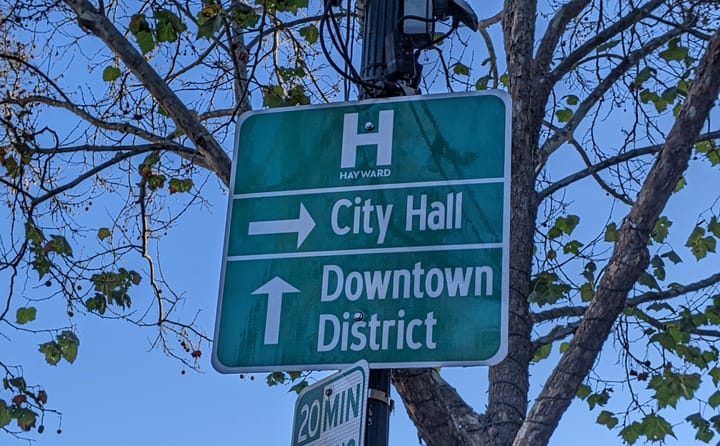 H
HAYWARD
City Hall
Downtown
District
20 MIN